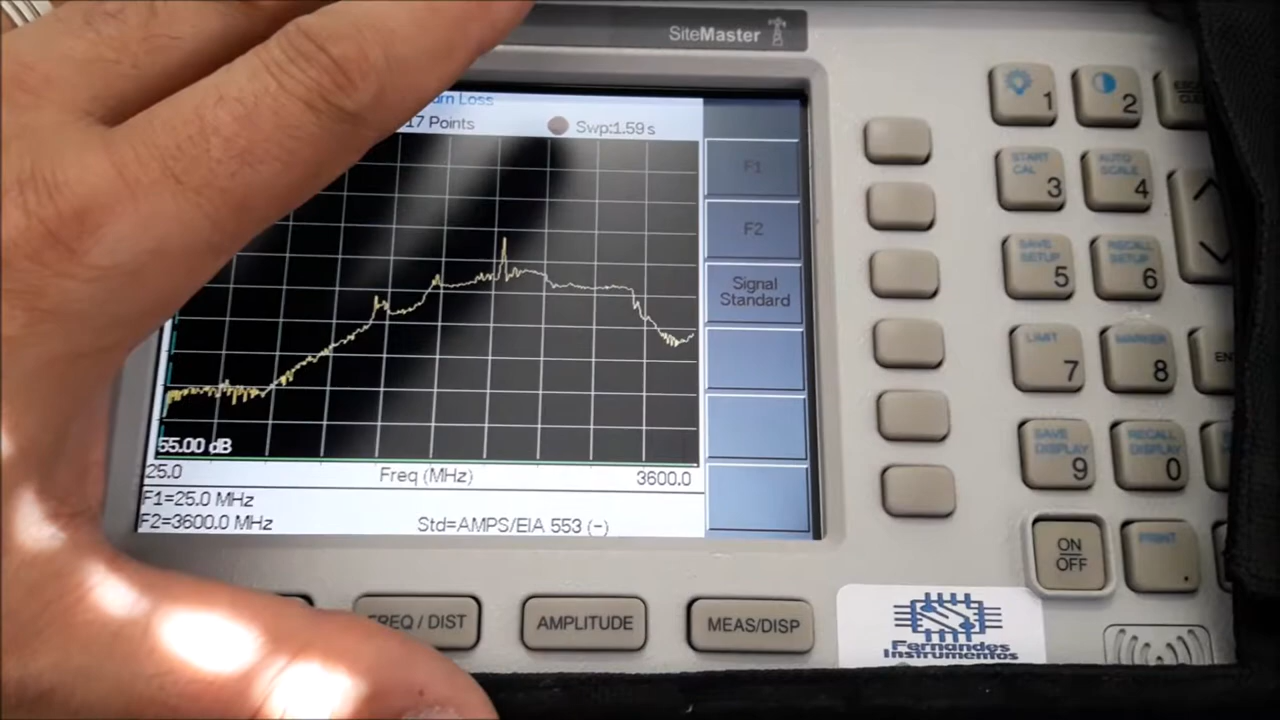 SiteMaster
Loss
Points
Swp:1.59 s
F1
F2
Signal
Standard
55.00 dB
25.0
Freq (MHz)
3600.0
F1=25.0 MHz
F2=3600.0 MHz
Std=AMPS/EIA 553 (-)
1
2
START
CAL
3
AUTO
SCALE
4
SAVE
SETUP
5
RECALL
SETUP
6
LIMIT
7
MARKER
8
SAVE
DISPLAY
9
RECALL
DISPLAY
0
ON
OFF
PRINT
.
FREQ / DIST
AMPLITUDE
MEAS/DISP
Fernandes
Instrumentos